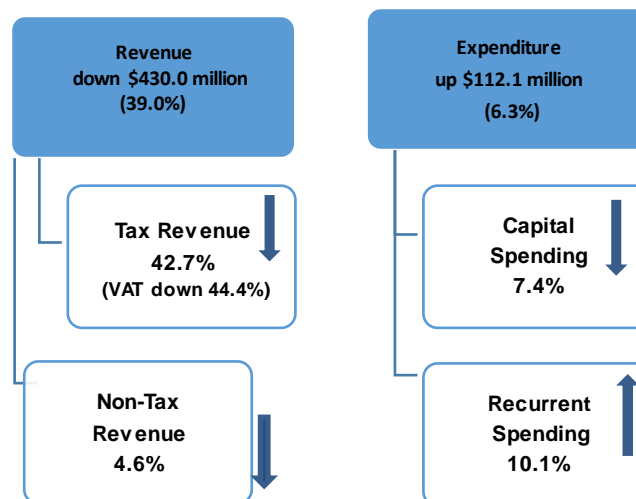 Revenue
down $430.0 million
(39.0%)
Tax Revenue
42.7%
(VAT down 44.4%)
Non-Tax
Revenue
4.6%
Expenditure
up $112.1 million
(6.3%)
Capital
Spending
7.4%
Recurrent
Spending
10.1%